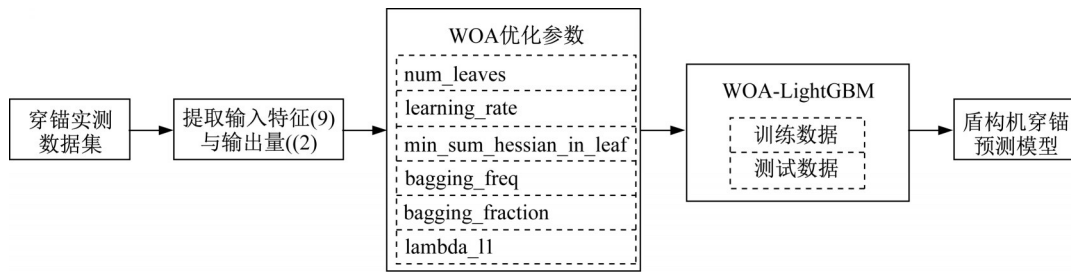 穿锚实测
数据集
提取输入特征(9)
与输出量((2)
WOA优化参数
num_leaves
learning_rate
min_sum_hessian_in_leaf
bagging_freq
bagging_fraction
lambda_l1
WOA-LightGBM
训练数据
测试数据
盾构机穿锚
预测模型